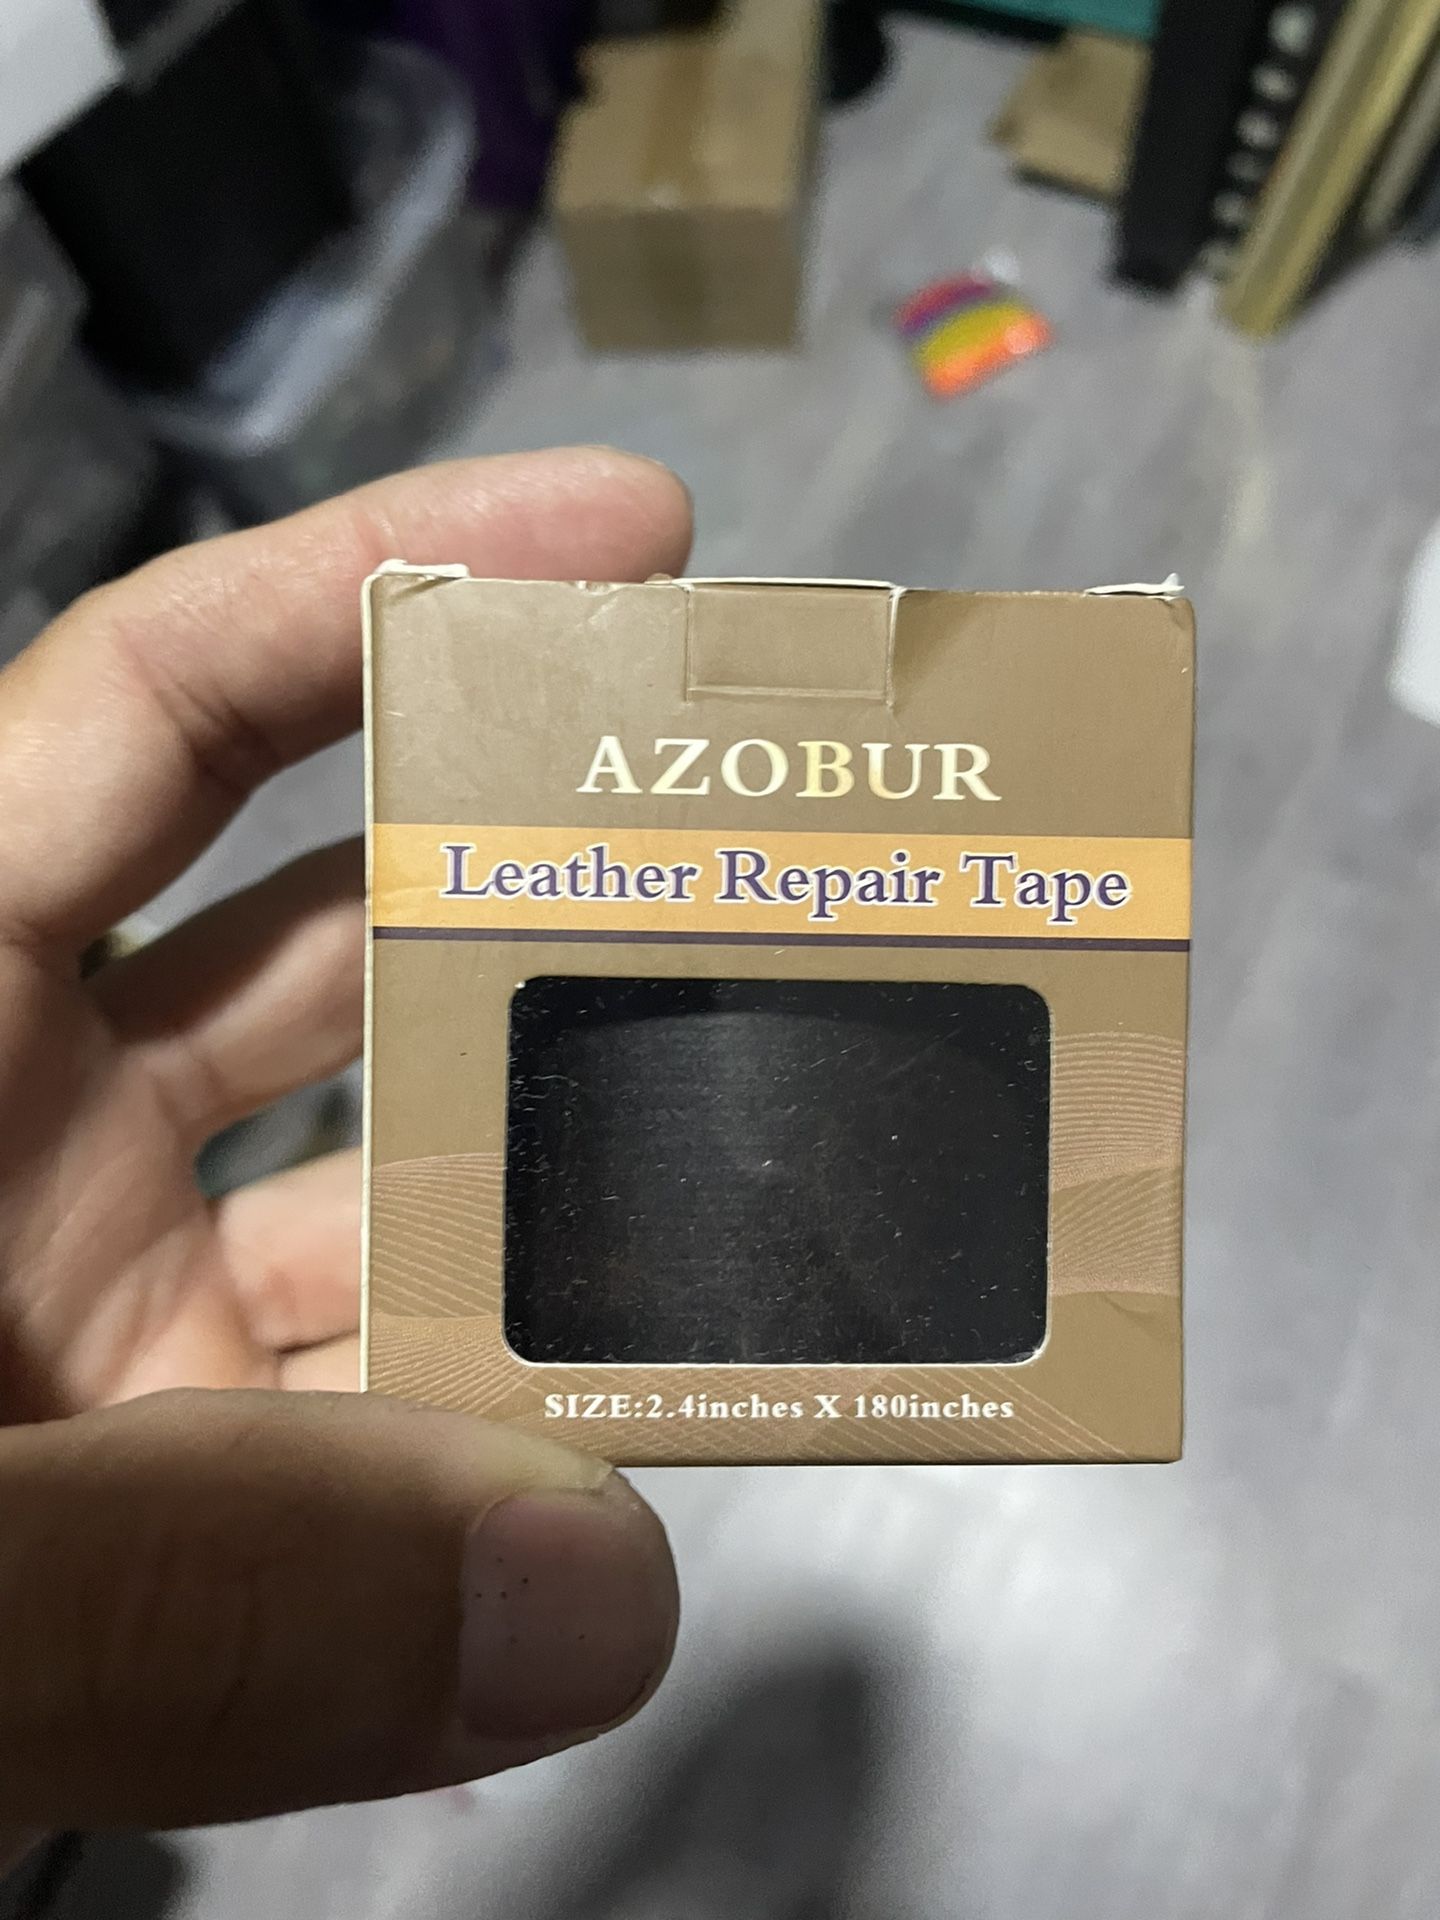 AZOBUR
Leather Repair Tape
SIZE:2.4inches X 180inches